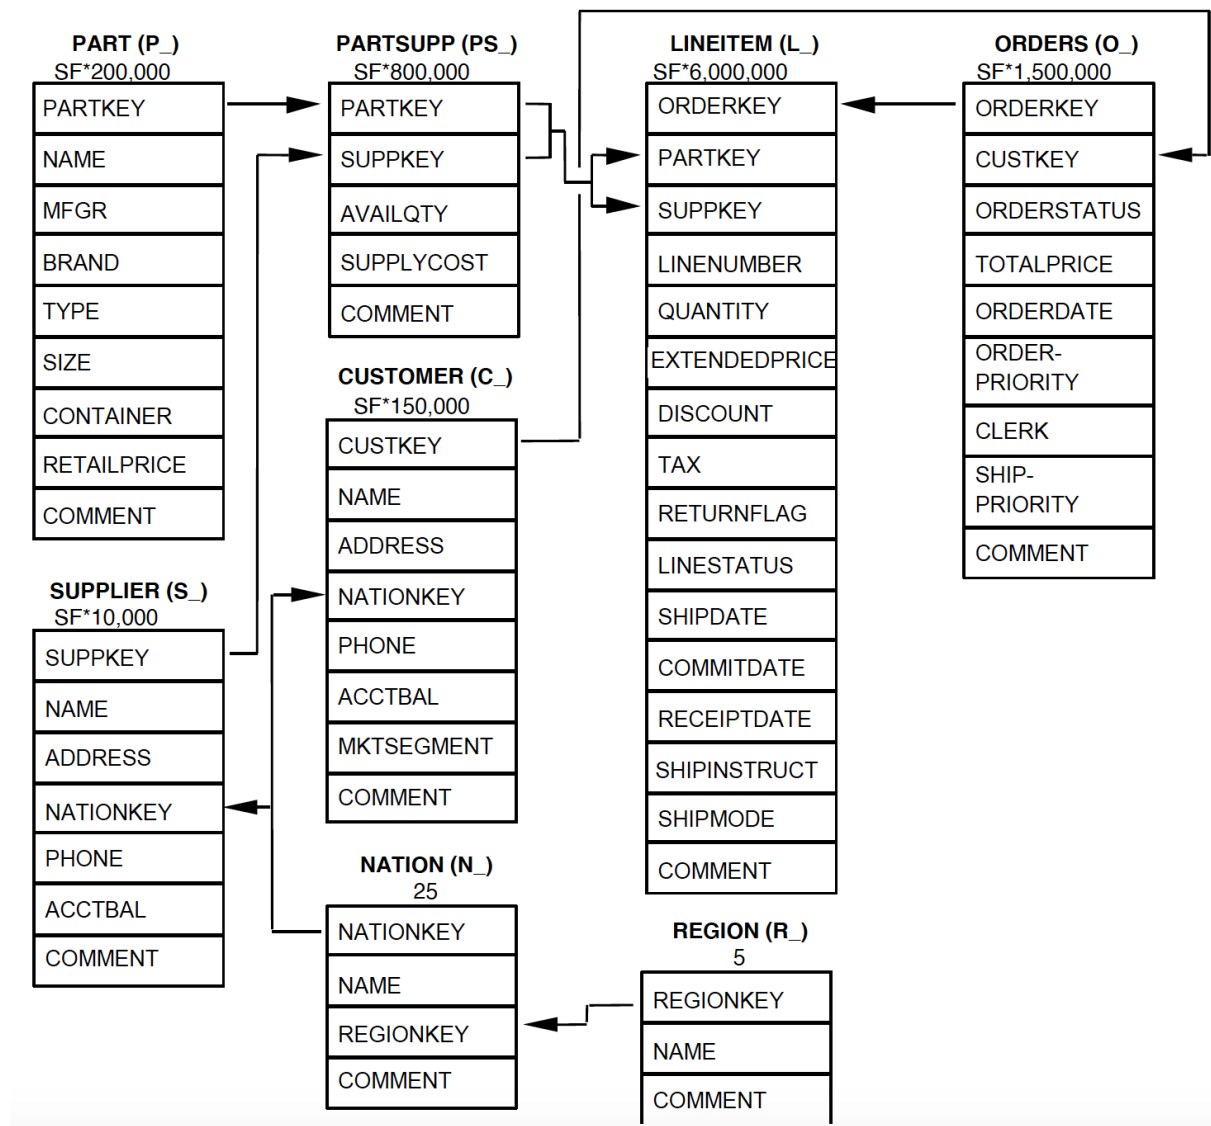 PART (P_)
SF*200,000
PARTKEY
NAME
MFGR
BRAND
TYPE
SIZE
CONTAINER
RETAILPRICE
COMMENT
SUPPLIER (S_)
SF*10,000
SUPPKEY
NAME
ADDRESS
NATIONKEY
PHONE
ACCTBAL
COMMENT
PARTSUPP (PS_)
SF*800,000
PARTKEY
SUPPKEY
AVAILQTY
SUPPLYCOST
COMMENT
CUSTOMER (C_)
SF*150,000
CUSTKEY
NAME
ADDRESS
NATIONKEY
PHONE
ACCTBAL
MKTSEGMENT
COMMENT
NATION (N_)
25
NATIONKEY
NAME
REGIONKEY
COMMENT
LINEITEM (L_)
SF*6,000,000
ORDERKEY
PARTKEY
SUPPKEY
LINENUMBER
QUANTITY
EXTENDEDPRICE
DISCOUNT
TAX
RETURNFLAG
LINESTATUS
SHIPDATE
COMMITDATE
RECEIPTDATE
SHIPINSTRUCT
SHIPMODE
COMMENT
REGION (R_)
5
REGIONKEY
NAME
COMMENT
ORDERS (O_)
SF*1,500,000
ORDERKEY
CUSTKEY
ORDERSTATUS
TOTALPRICE
ORDERDATE
ORDER-
PRIORITY
CLERK
SHIP-
PRIORITY
COMMENT